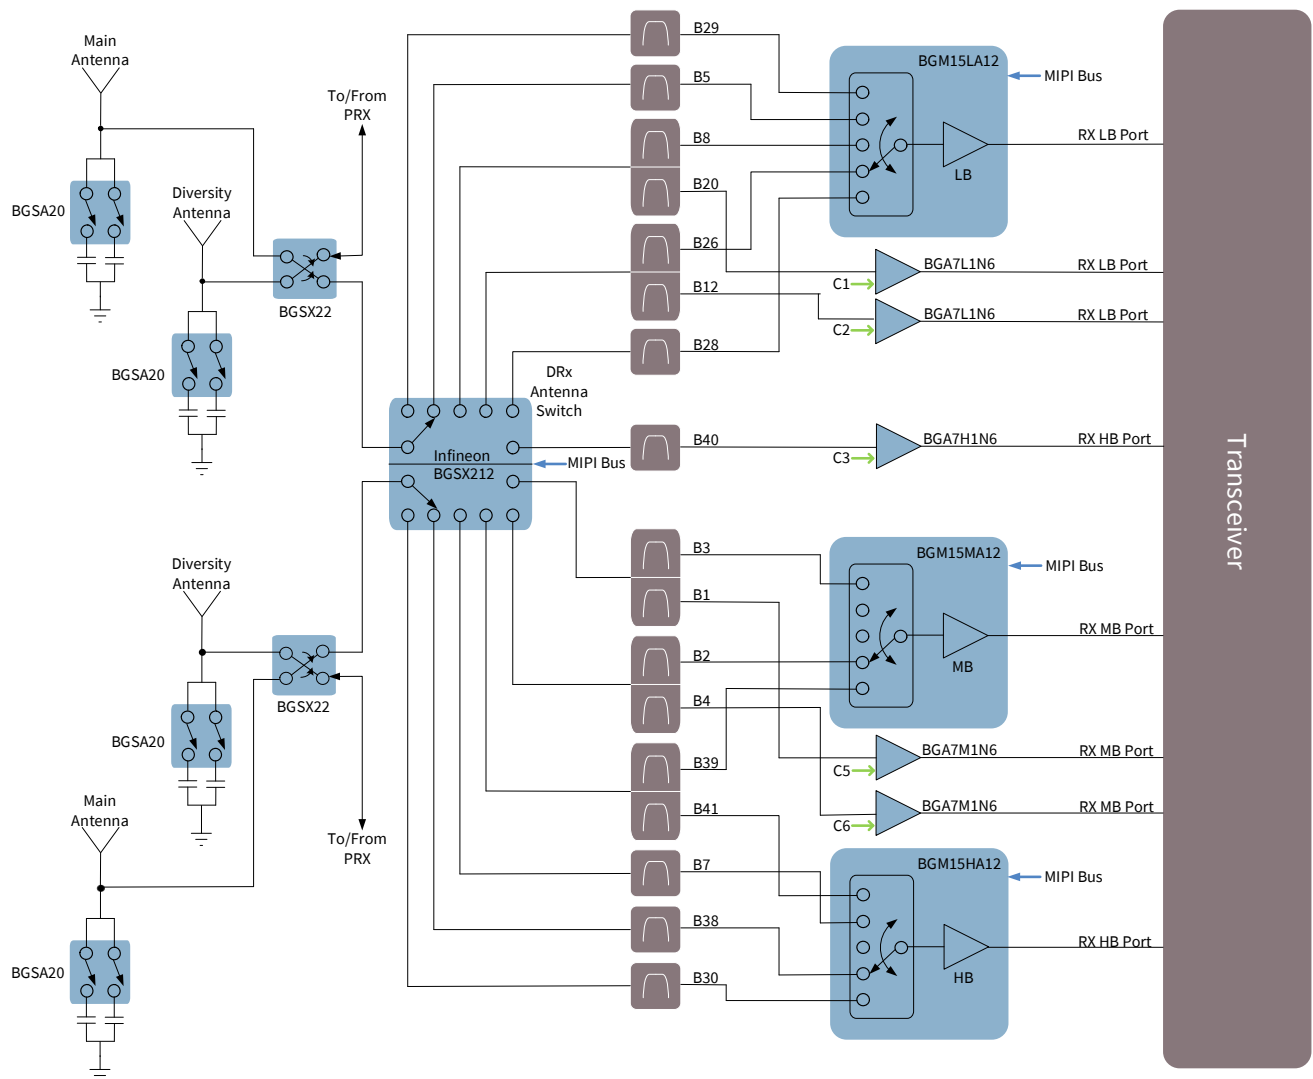 Main
Antenna
BGSA20
Diversity
Antenna
BGSA20
To/From
PRX
BGSX22
B29
B5
B8
B20
B26
B12
B28
DRx
Antenna
Switch
B40
Infineon
BGSX212
MIPI Bus
BGM15LA12
MIPI Bus
LB
RX LB Port
BGA7L1N6
C1
RX LB Port
BGA7L1N6
C2
RX LB Port
BGA7H1N6
C3
RX HB Port
Transceiver
Diversity
Antenna
BGSA20
BGSX22
Main
Antenna
BGSA20
To/From
PRX
B3
B1
B2
B4
B39
B41
B7
B38
B30
BGM15MA12
MIPI Bus
MB
RX MB Port
BGA7M1N6
C5
RX MB Port
BGA7M1N6
C6
RX MB Port
BGM15HA12
MIPI Bus
HB
RX HB Port